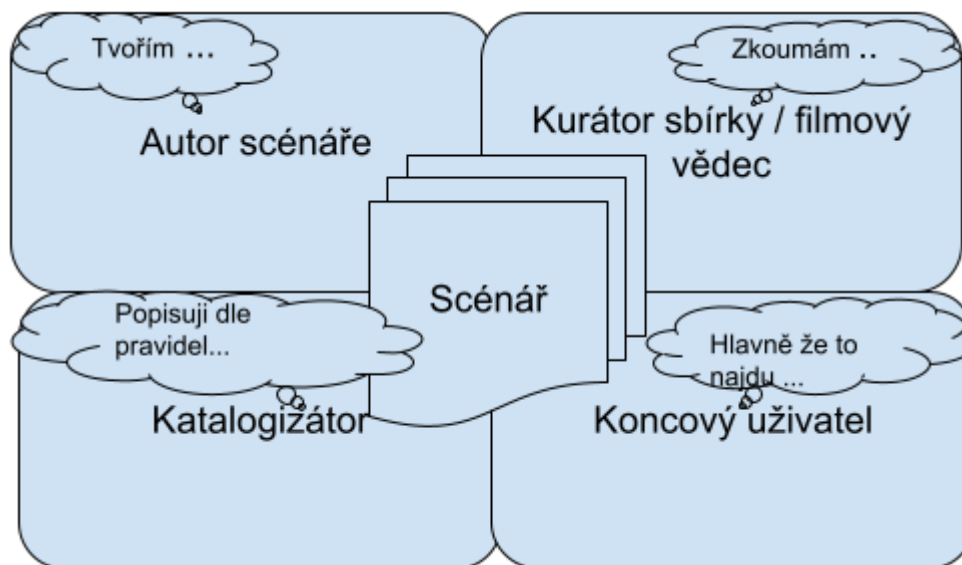 Tvořím ...
Autor scénáře
Zkoumám ..
Kurátor sbírky / filmový
vědec
Scénář
Popisuji dle
pravidel...
Katalogizátor
Hlavně že to
najdu ...
Koncový uživatel